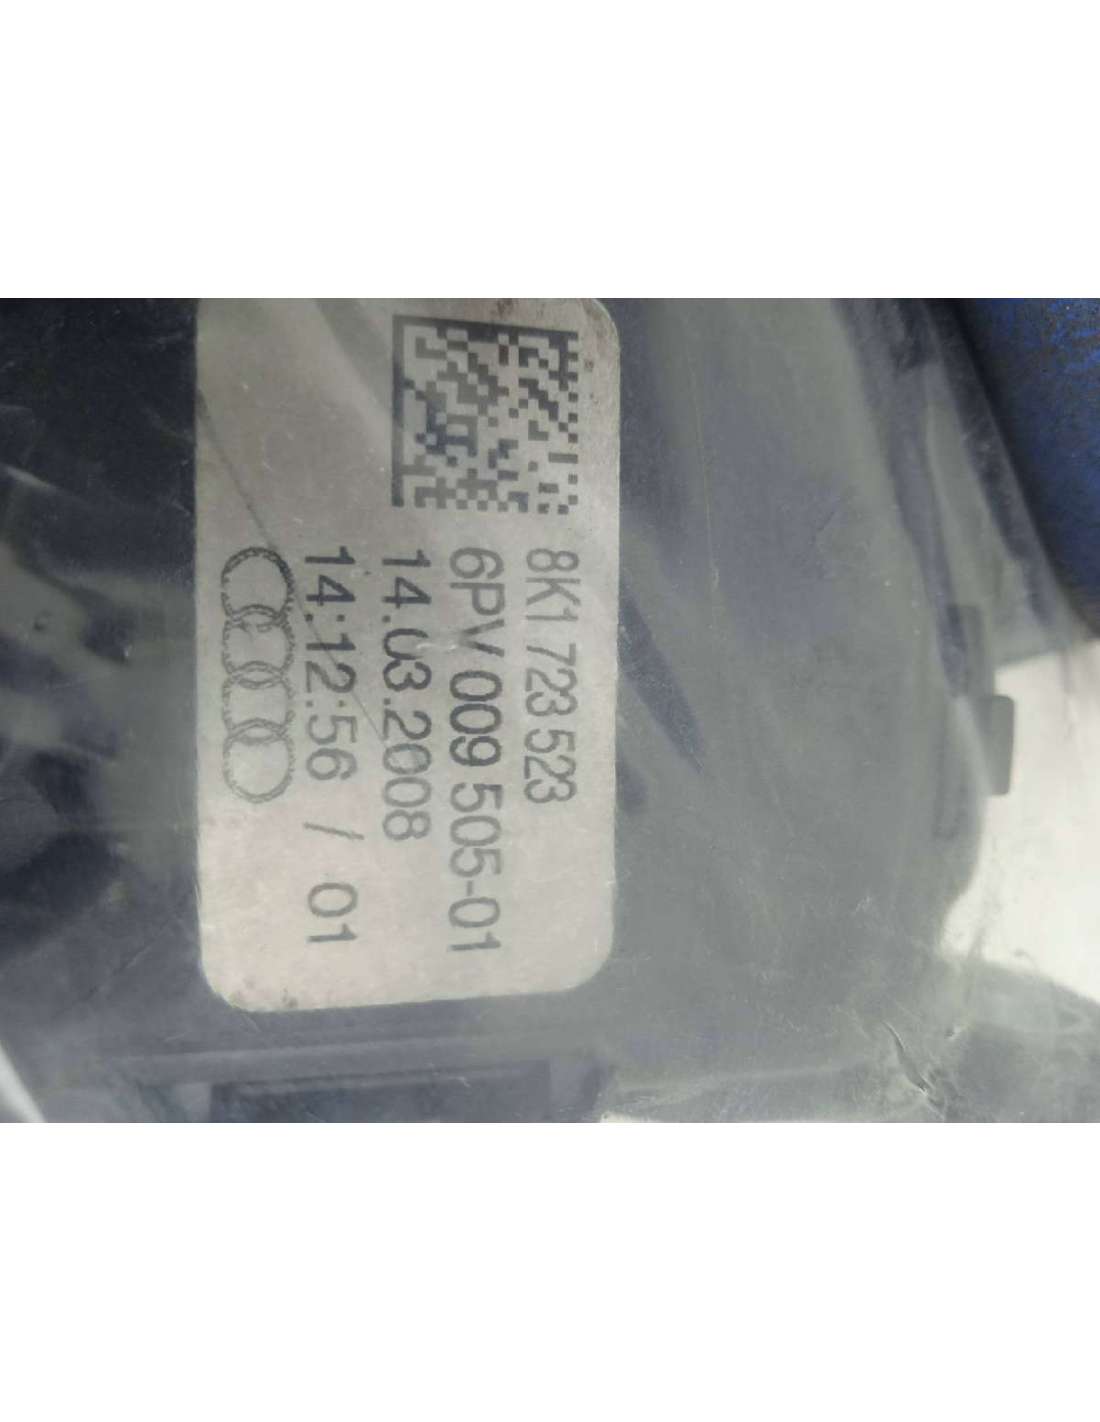 8K1 723 523
6PV 009 505-01
14.03.2008
14:12:56 / 01